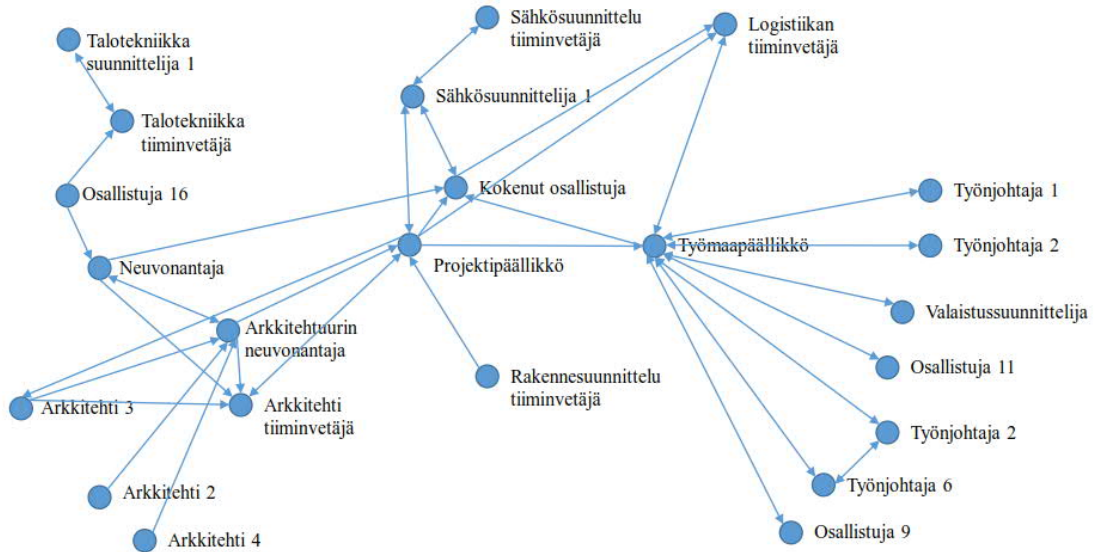 Talotekniikka
suunnittelija 1
Sähkösuunnittelu
tiiminvetäjä
Logistiikan
tiiminvetäjä
Sähkösuunnittelija 1
Talotekniikka
tiiminvetäjä
Osallistuja 16
Kokenut osallistuja
Työnjohtaja 1
Neuvonantaja
Projektipäällikkö
Työmaapäällikkö
Työnjohtaja 2
Valaistussuunnittelija
Arkkitehtuurin
neuvonantaja
Rakennesuunnittelu
tiiminvetäjä
Osallistuja 11
Arkkitehti 3
Arkkitehti
tiiminvetäjä
Työnjohtaja 2
Arkkitehti 2
Työnjohtaja 6
Arkkitehti 4
Osallistuja 9